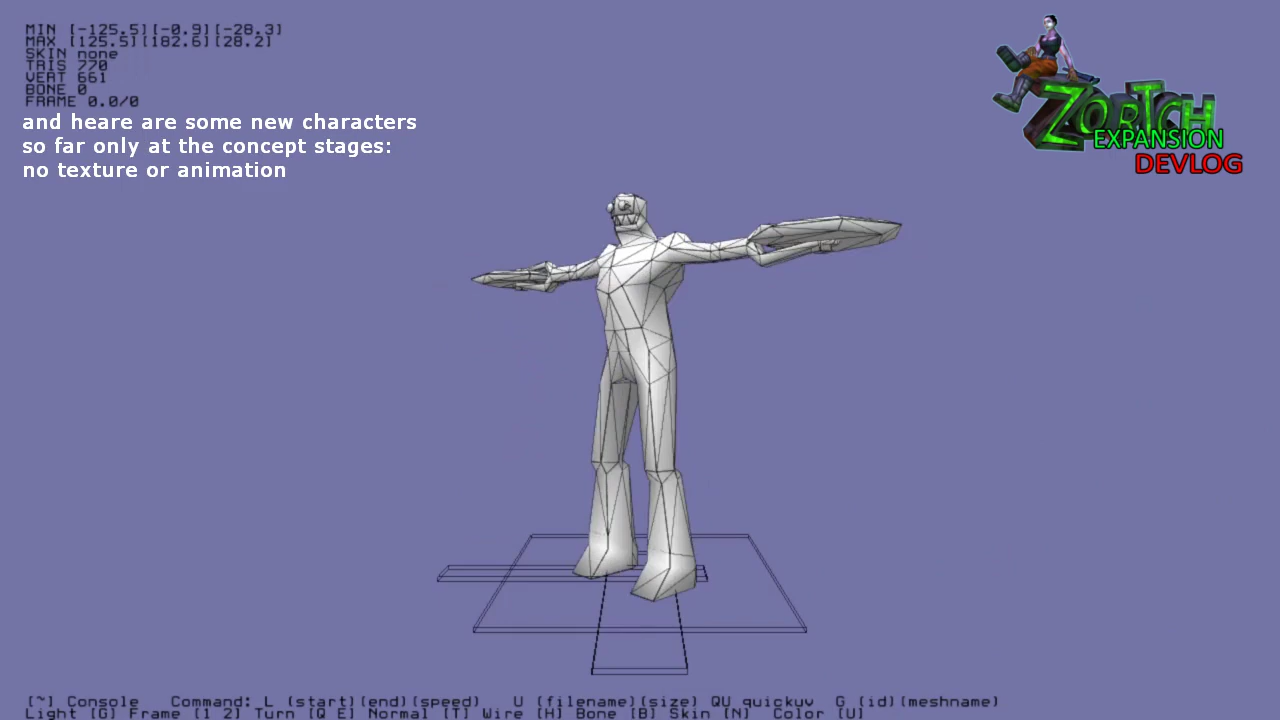 MIN [-125.5][-0.9][-28.3]
MAX [125.5][182.6][28.2]
SKIN none
TRIS 770
VERT 661
BONE 0
FRAME 0.0/0
and heare are some new characters
so far only at the concept stages:
no texture or animation
ZORTCH
EXPANSION
DEVLOG
[~] Console Command: L (start)(end)(speed) U (filename)(size) QU quickuv G (id)(meshname)
Light [G] Frame [1 2] Turn [Q E] Normal [T] Wire [H] Bone [B] Skin [N] Color [U]